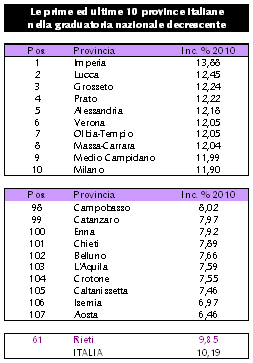 Le prime ed ultime 10 province italiane
nella graduatoria nazionale decrescente
Pos. Provincia Inc. % 2010
1 Imperia 13,88
2 Lucca 12,45
3 Grosseto 12,24
4 Prato 12,22
5 Alessandria 12,18
6 Verona 12,05
7 Olbia-Tempio 12,05
8 Massa-Carrara 12,04
9 Medio Campidano 11,99
10 Milano 11,90
Pos. Provincia Inc. % 2010
98 Campobasso 8,02
99 Catanzaro 7,97
100 Enna 7,92
101 Chieti 7,89
102 Belluno 7,66
103 L'Aquila 7,59
104 Crotone 7,55
105 Caltanissetta 7,46
106 Isernia 6,97
107 Aosta 6,46
61 Rieti 9,85
ITALIA 10,19